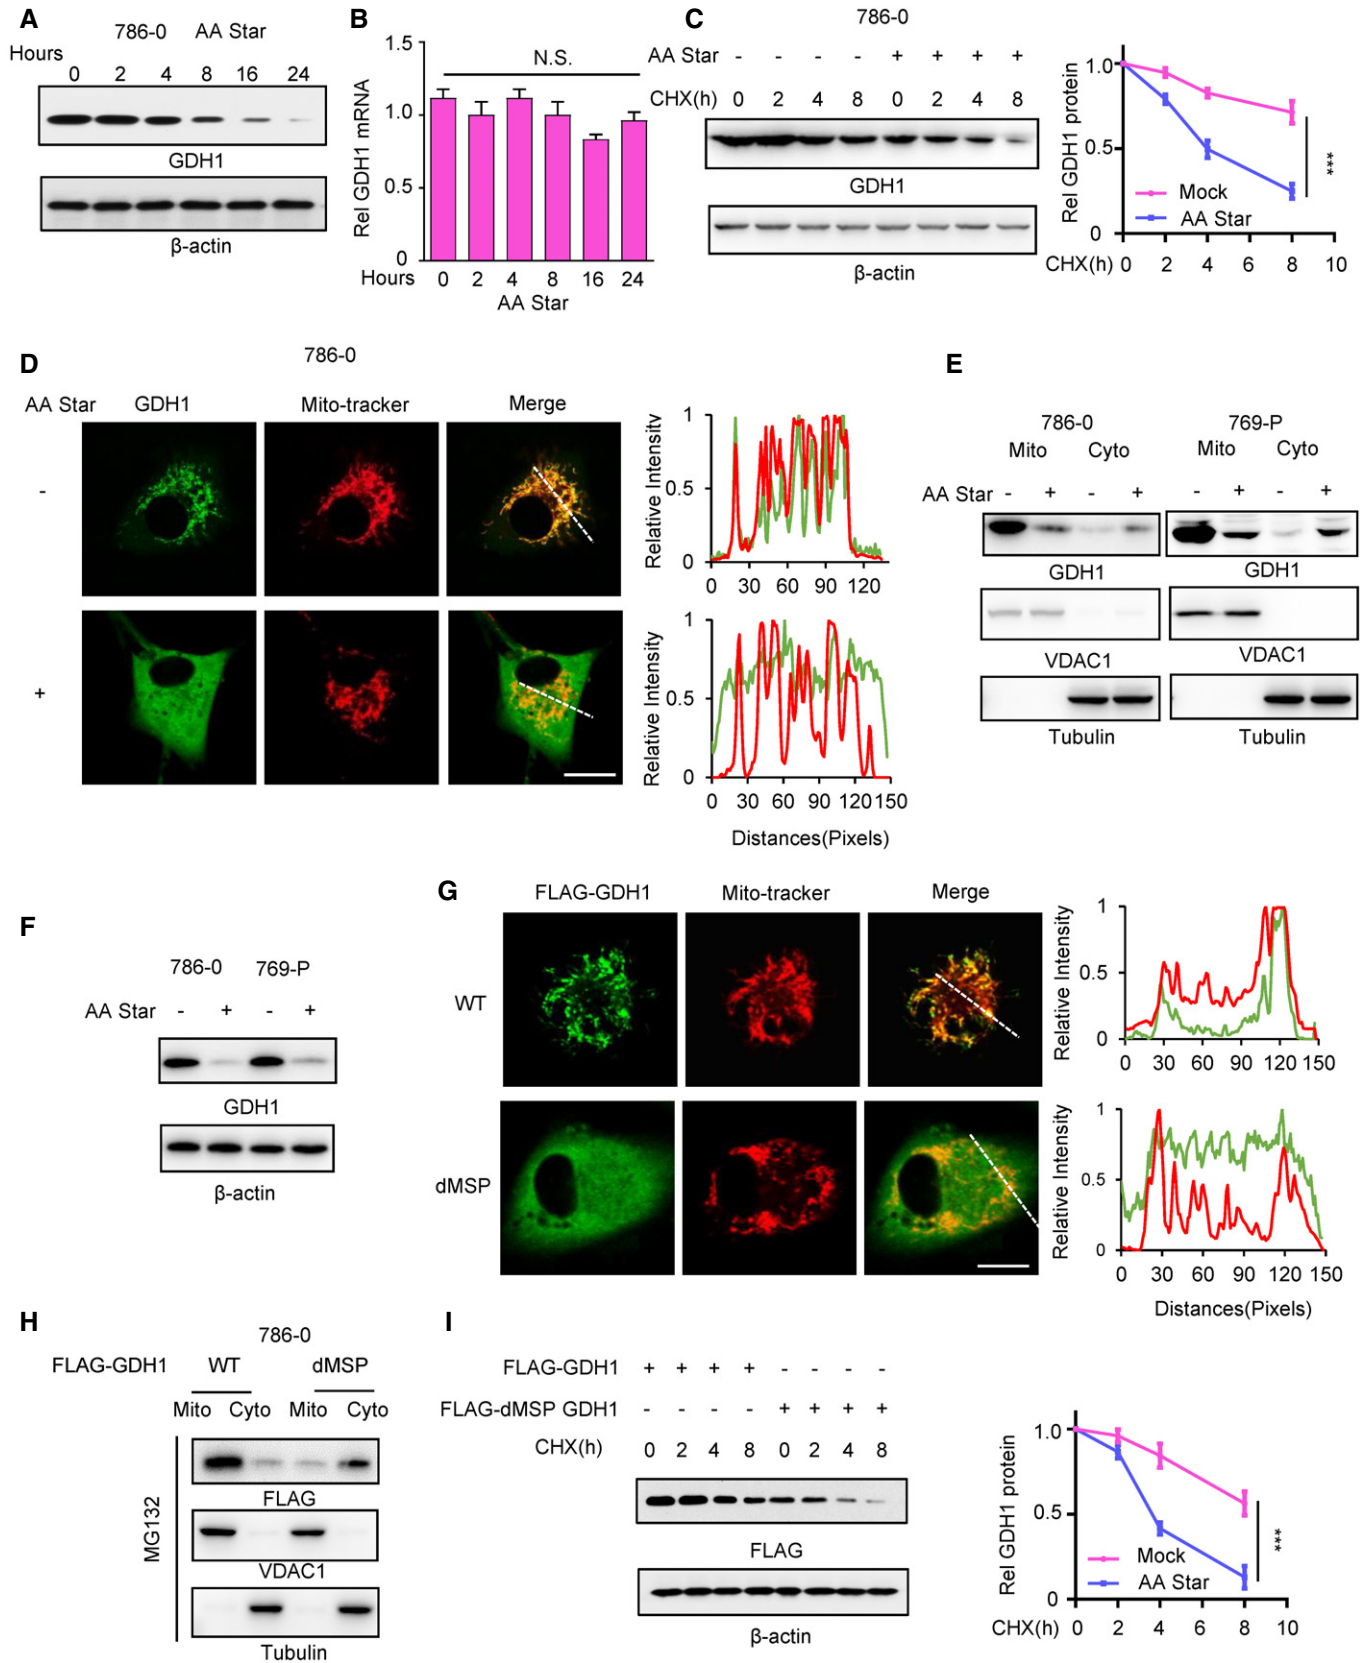 A
786-0 AA Star
Hours
0 2 4 8 16 24
GDH1
β-actin
B
Rel GDH1 mRNA
1.5
1.0
0.5
0
N.S.
Hours 0 2 4 8 16 24
AA Star
C
786-0
AA Star - - - - + + + +
CHX(h) 0 2 4 8 0 2 4 8
GDH1
β-actin
Rel GDH1 protein
1.0
0.5
0
Mock
AA Star
***
CHX(h) 0 2 4 6 8 10
D
786-0
AA Star GDH1 Mito-tracker Merge
-
+
Relative Intensity
1
0.5
0
0 30 60 90 120
Relative Intensity
1
0.5
0
0 30 60 90 120 150
Distances(Pixels)
E
786-0 769-P
Mito Cyto Mito Cyto
AA Star - + - + - + - +
GDH1 GDH1
VDAC1 VDAC1
Tubulin Tubulin
F
786-0 769-P
AA Star - + - +
GDH1
β-actin
G
FLAG-GDH1 Mito-tracker Merge
WT
dMSP
Relative Intensity
1
0.5
0
0 30 60 90 120 150
Relative Intensity
1
0.5
0
0 30 60 90 120 150
Distances(Pixels)
H
786-0
FLAG-GDH1 WT dMSP
Mito Cyto Mito Cyto
MG132
FLAG
VDAC1
Tubulin
I
FLAG-GDH1 + + + + - - - -
FLAG-dMSP GDH1 - - - - + + + +
CHX(h) 0 2 4 8 0 2 4 8
FLAG
β-actin
Rel GDH1 protein
1.0
0.5
0
Mock
AA Star
***
CHX(h) 0 2 4 6 8 10